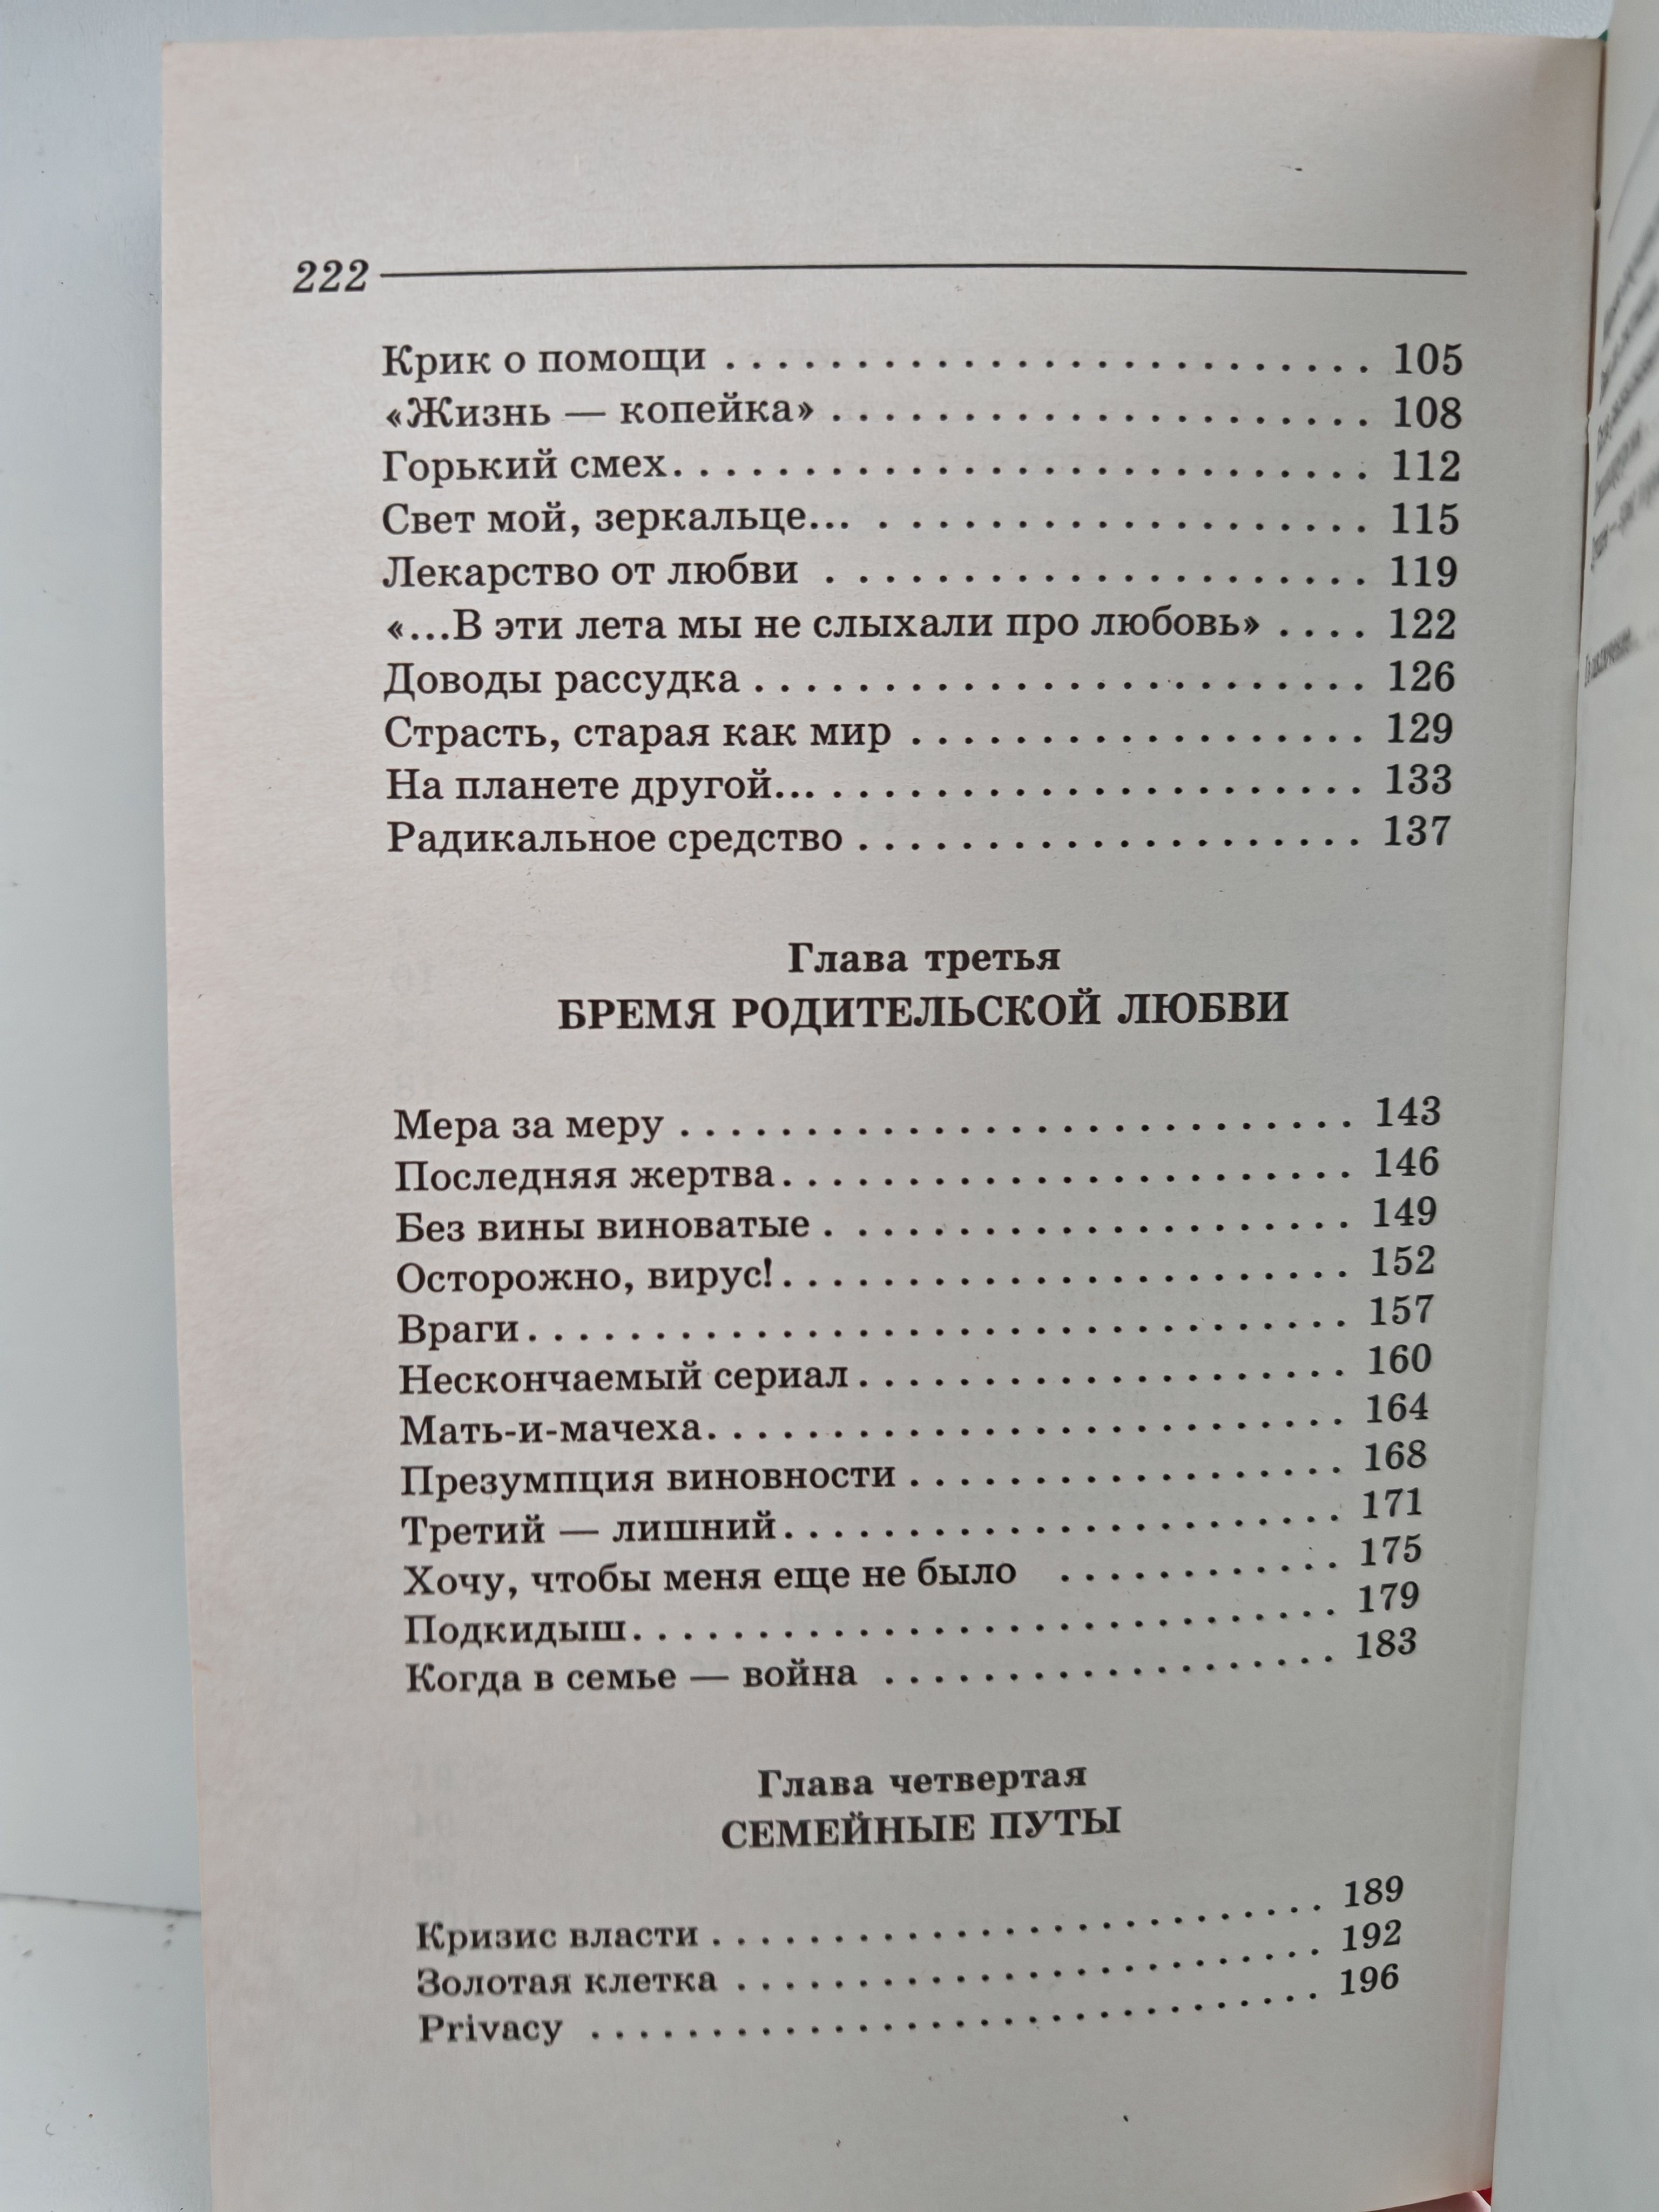 222
Крик о помощи . . . . . . . . . . . . . . . . . . . . . . . . . 105
«Жизнь — копейка» . . . . . . . . . . . . . . . . . . . . . 108
Горький смех. . . . . . . . . . . . . . . . . . . . . . . . . . . 112
Свет мой, зеркальце... . . . . . . . . . . . . . . . . . . . 115
Лекарство от любви . . . . . . . . . . . . . . . . . . . . . 119
«...В эти лета мы не слыхали про любовь» . . . . 122
Доводы рассудка . . . . . . . . . . . . . . . . . . . . . . . . 126
Страсть, старая как мир . . . . . . . . . . . . . . . . . . 129
На планете другой... . . . . . . . . . . . . . . . . . . . . . 133
Радикальное средство . . . . . . . . . . . . . . . . . . . . 137
Глава третья
БРЕМЯ РОДИТЕЛЬСКОЙ ЛЮБВИ
Мера за меру . . . . . . . . . . . . . . . . . . . . . . . . . . . 143
Последняя жертва. . . . . . . . . . . . . . . . . . . . . . . 146
Без вины виноватые . . . . . . . . . . . . . . . . . . . . . 149
Осторожно, вирус! . . . . . . . . . . . . . . . . . . . . . . . 152
Враги . . . . . . . . . . . . . . . . . . . . . . . . . . . . . . . . . 157
Нескончаемый сериал . . . . . . . . . . . . . . . . . . . . 160
Мать-и-мачеха. . . . . . . . . . . . . . . . . . . . . . . . . . 164
Презумпция виновности . . . . . . . . . . . . . . . . . . 168
Третий — лишний. . . . . . . . . . . . . . . . . . . . . . . 171
Хочу, чтобы меня еще не было . . . . . . . . . . . . 175
Подкидыш. . . . . . . . . . . . . . . . . . . . . . . . . . . . . 179
Когда в семье — война . . . . . . . . . . . . . . . . . . . 183
Глава четвертая
СЕМЕЙНЫЕ ПУТЫ
Кризис власти . . . . . . . . . . . . . . . . . . . . . . . . . . 189
Золотая клетка . . . . . . . . . . . . . . . . . . . . . . . . . 192
Privacy . . . . . . . . . . . . . . . . . . . . . . . . . . . . . . . 196